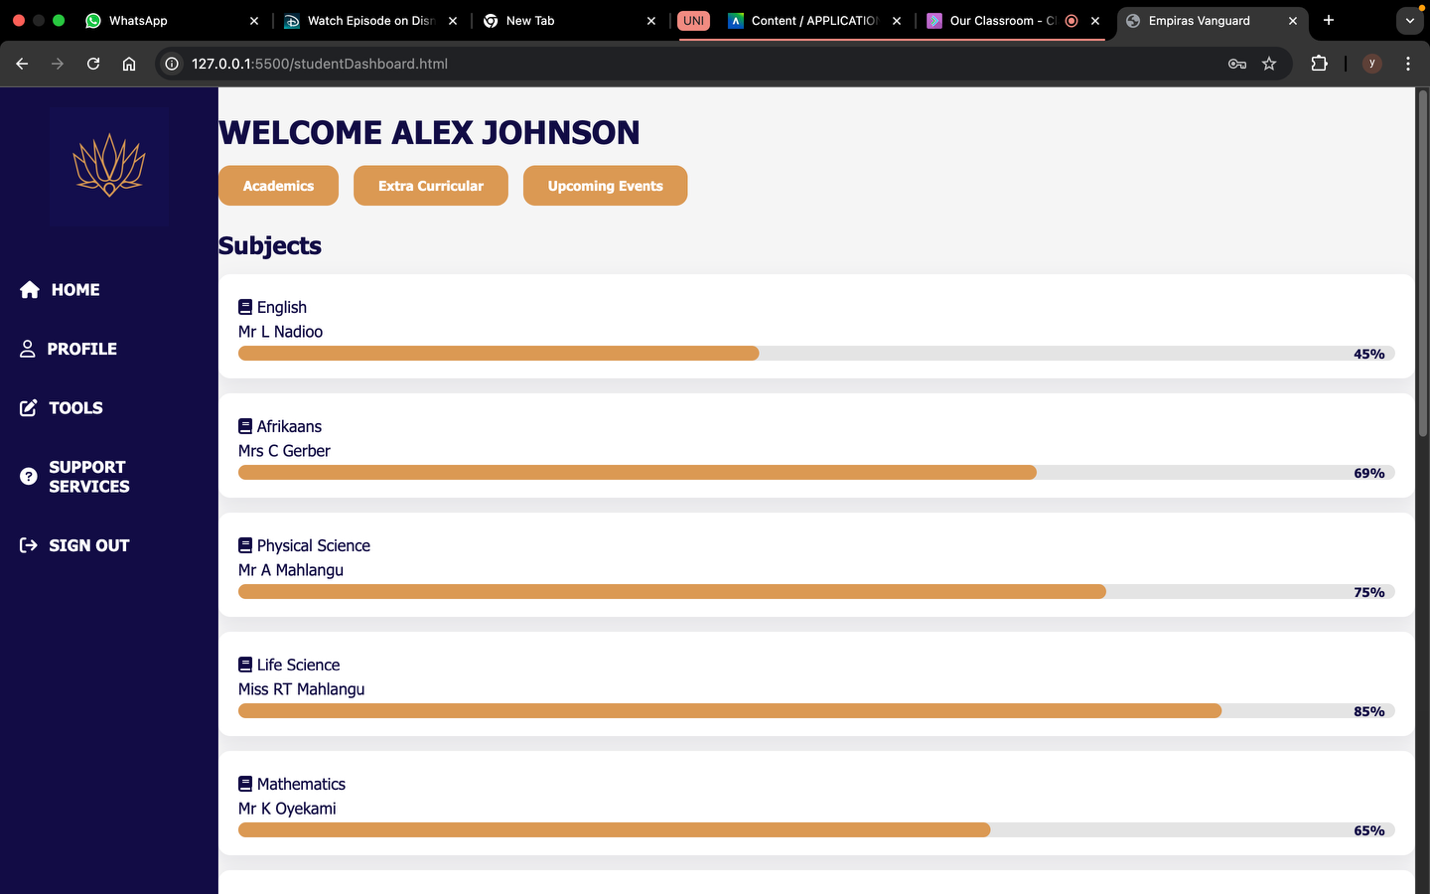 WhatsApp
Watch Episode on Disn
New Tab
UNI
Content / APPLICATION
Our Classroom - Cl
Empiras Vanguard
127.0.0.1:5500/studentDashboard.html
y
HOME
PROFILE
TOOLS
SUPPORT
SERVICES
SIGN OUT
WELCOME ALEX JOHNSON
Academics
Extra Curricular
Upcoming Events
Subjects
English
Mr L Nadioo
45%
Afrikaans
Mrs C Gerber
69%
Physical Science
Mr A Mahlangu
75%
Life Science
Miss RT Mahlangu
85%
Mathematics
Mr K Oyekami
65%